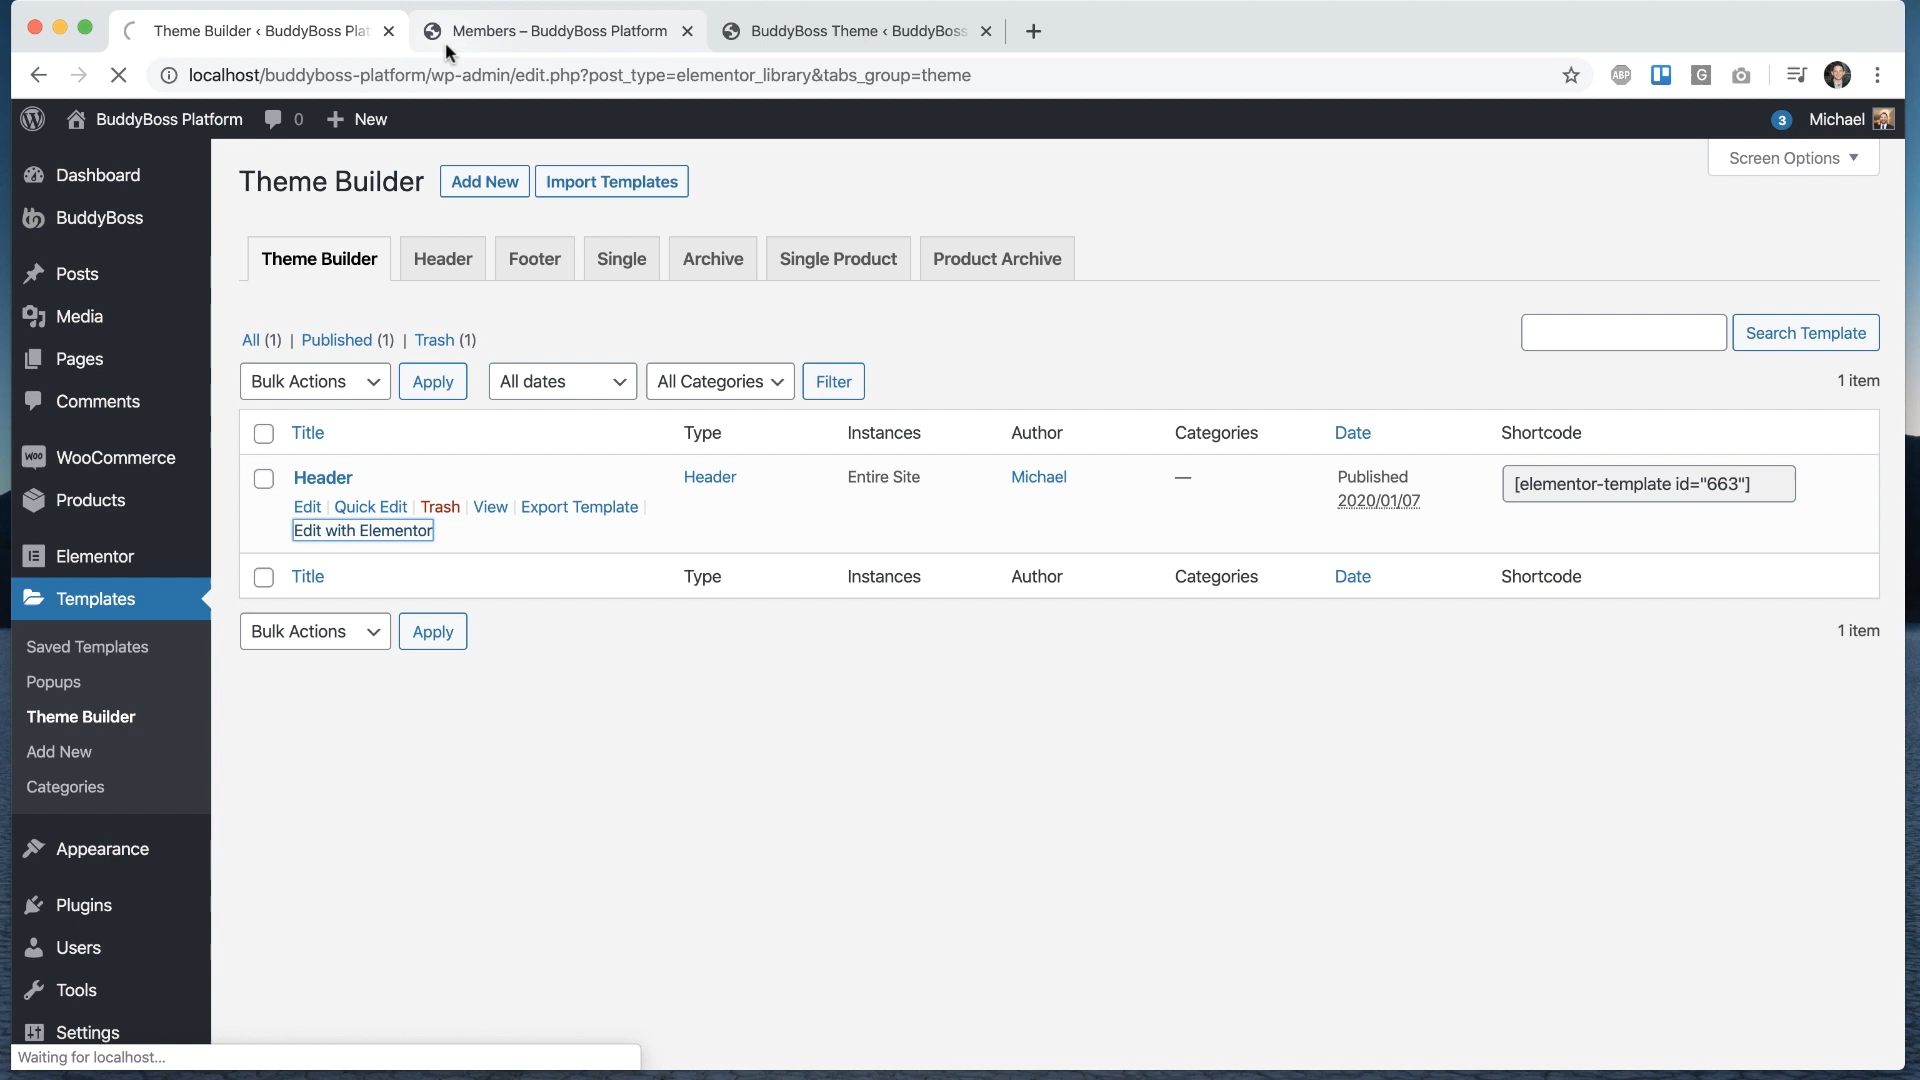 Theme Builder ‹ BuddyBoss Plat
Members – BuddyBoss Platform
BuddyBoss Theme ‹ BuddyBoss
localhost/buddyboss-platform/wp-admin/edit.php?post_type=elementor_library&tabs_group=theme
ABP
G
BuddyBoss Platform
0
New
3
Michael
Screen Options
Dashboard
BuddyBoss
Posts
Media
Pages
Comments
WOO
WooCommerce
Products
Elementor
Templates
Saved Templates
Popups
Theme Builder
Add New
Categories
Appearance
Plugins
Users
Tools
Settings
Theme Builder
Add New
Import Templates
Theme Builder
Header
Footer
Single
Archive
Single Product
Product Archive
All (1) | Published (1) | Trash (1)
Search Template
Bulk Actions
Apply
All dates
All Categories
Filter
1 item
Title
Type
Instances
Author
Categories
Date
Shortcode
Header
Header
Entire Site
Michael
—
Published
2020/01/07
[elementor-template id="663"]
Edit | Quick Edit | Trash | View | Export Template |
Edit with Elementor
Title
Type
Instances
Author
Categories
Date
Shortcode
Bulk Actions
Apply
1 item
Waiting for localhost...